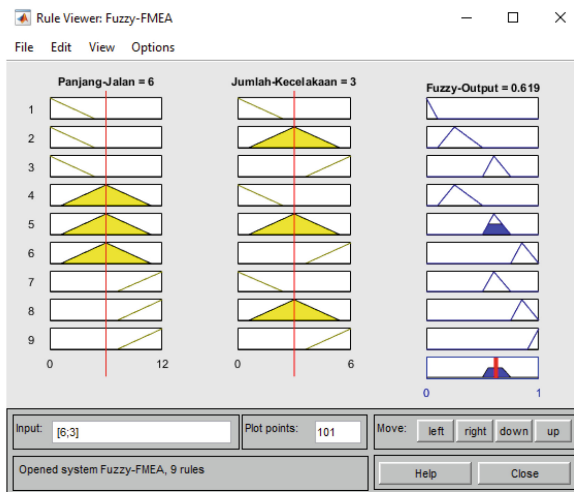 Rule Viewer: Fuzzy-FMEA
File Edit View Options
Panjang-Jalan = 6
Jumlah-Kecelakaan = 3
Fuzzy-Output = 0.619
1
2
3
4
5
6
7
8
9
0 12
0 6
0 1
Input: [6;3]
Plot points: 101
Move: left right down up
Opened system Fuzzy-FMEA, 9 rules
Help Close